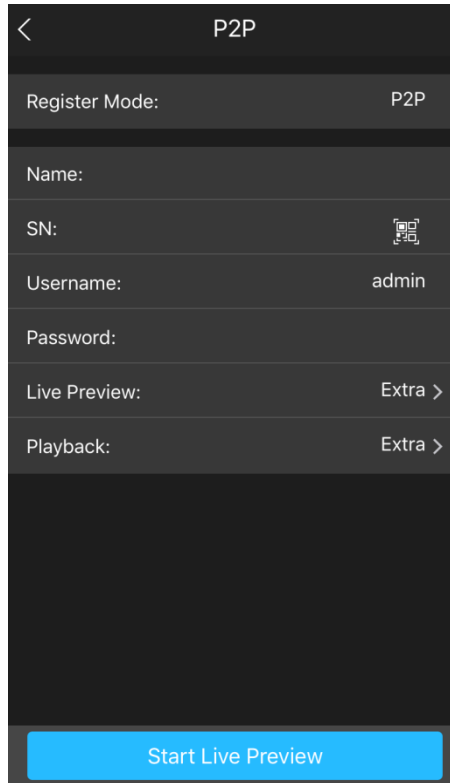 P2P
Register Mode: P2P
Name:
SN:
Username: admin
Password:
Live Preview: Extra
Playback: Extra
Start Live Preview